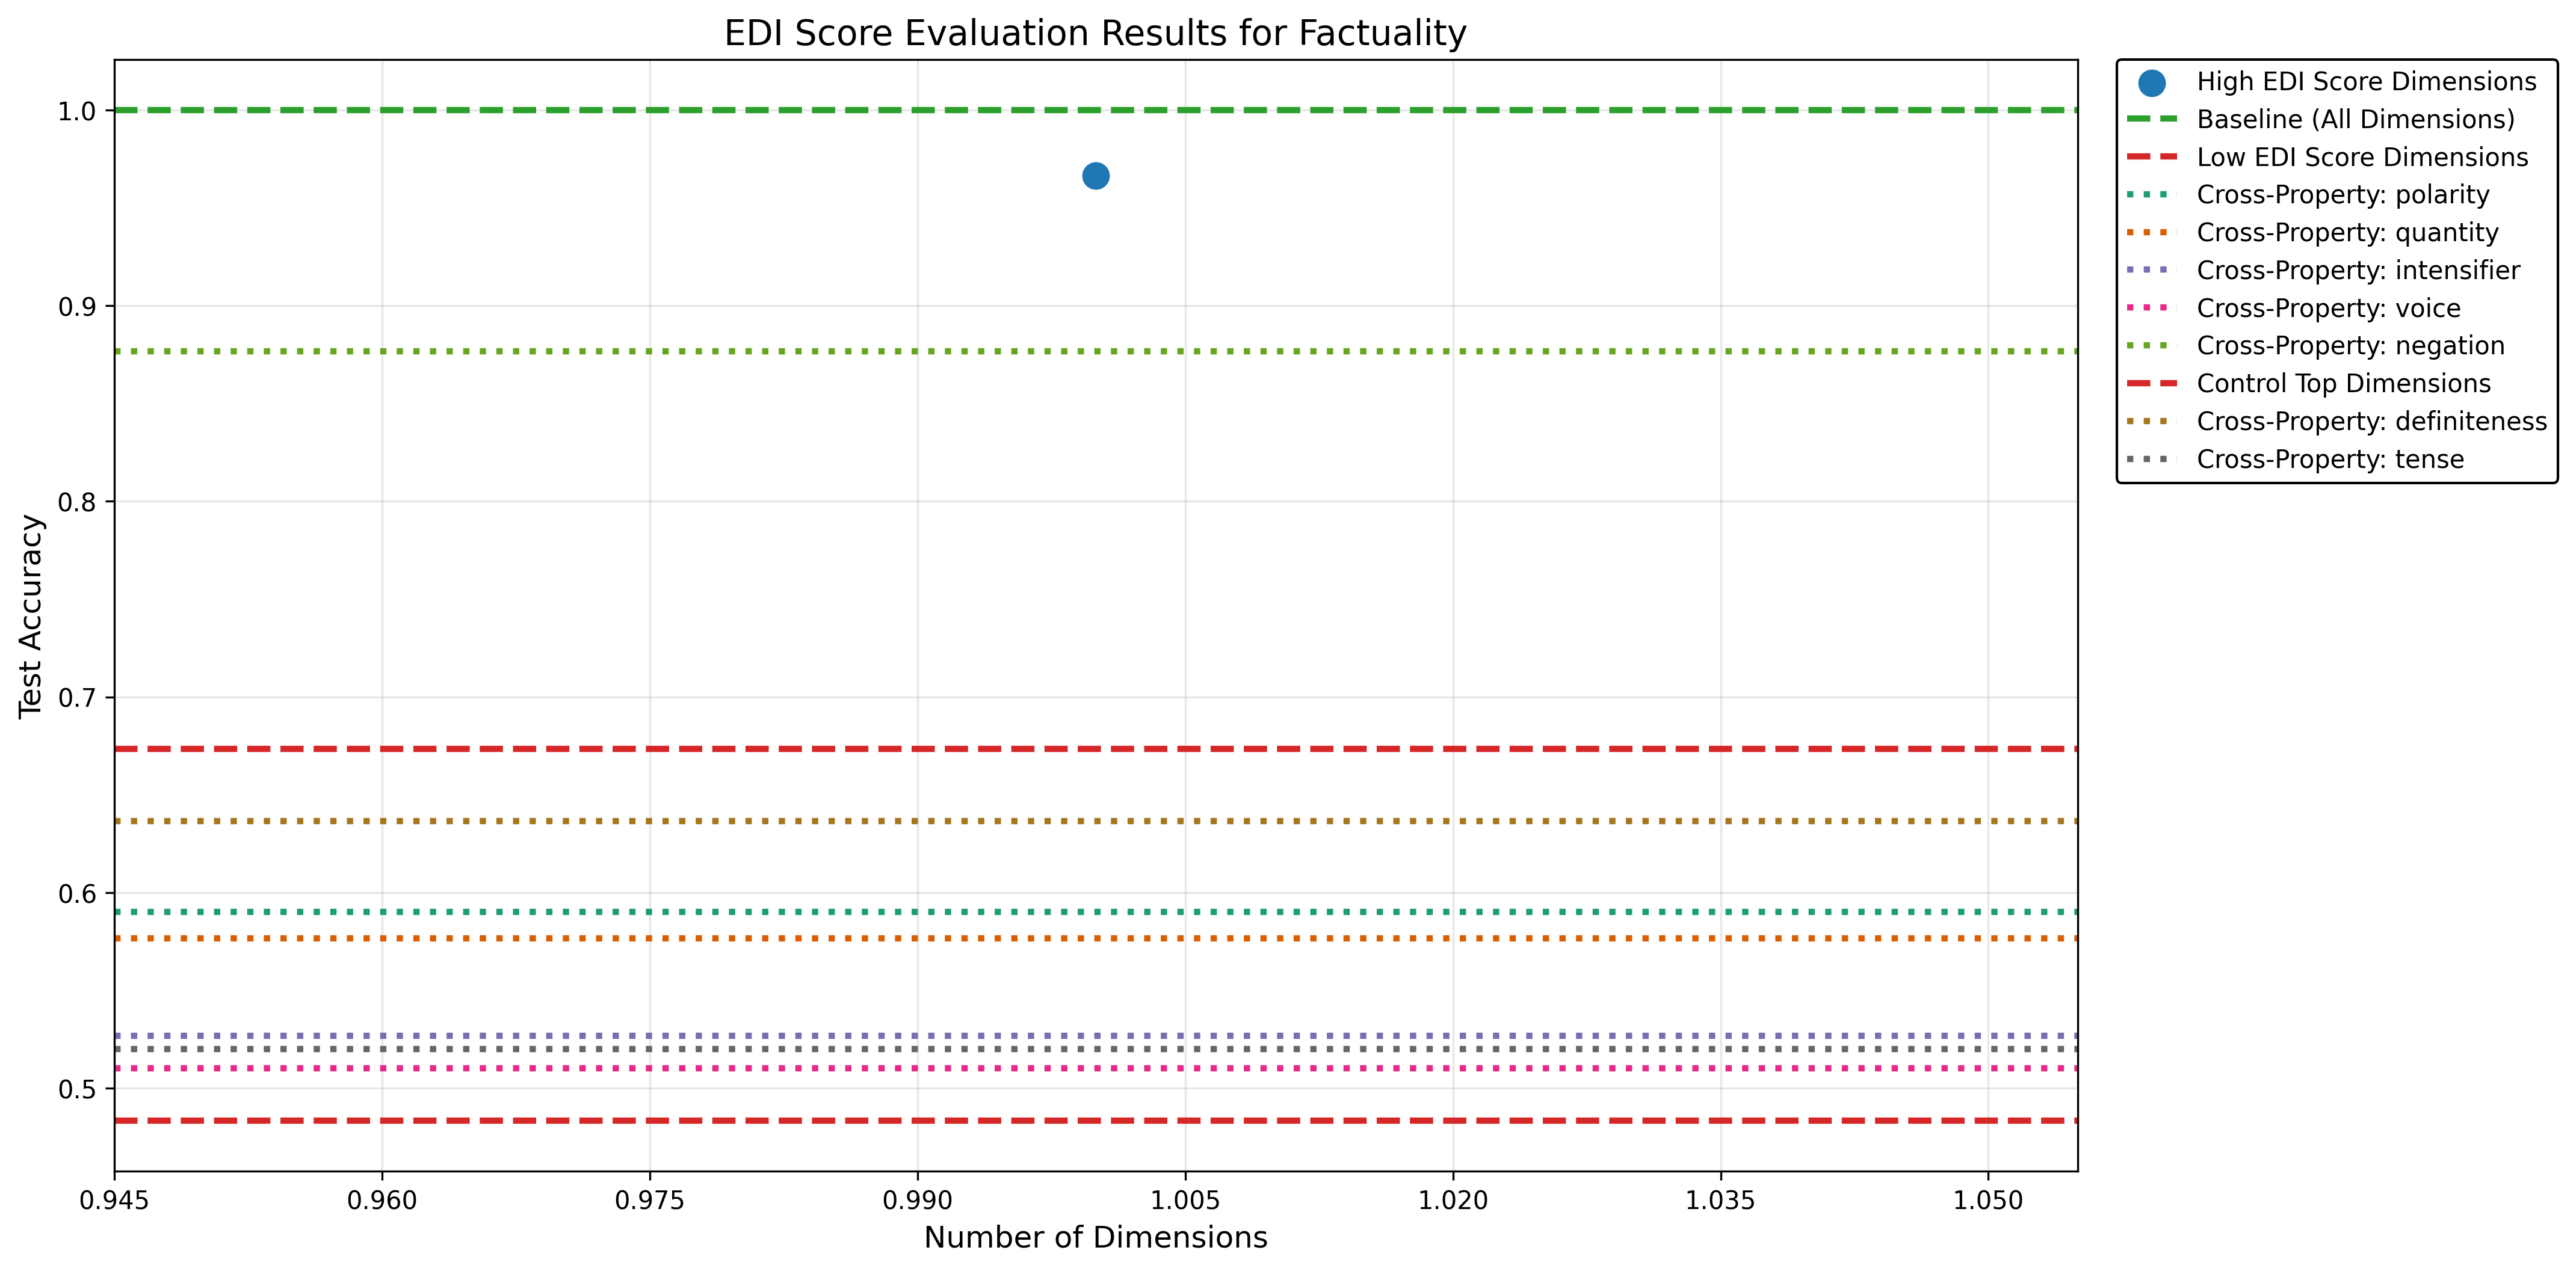 EDI Score Evaluation Results for Factuality
Test Accuracy
1.0
0.9
0.8
0.7
0.6
0.5
0.945
0.960
0.975
0.990
1.005
1.020
1.035
1.050
Number of Dimensions
High EDI Score Dimensions
Baseline (All Dimensions)
Low EDI Score Dimensions
Cross-Property: polarity
Cross-Property: quantity
Cross-Property: intensifier
Cross-Property: voice
Cross-Property: negation
Control Top Dimensions
Cross-Property: definiteness
Cross-Property: tense